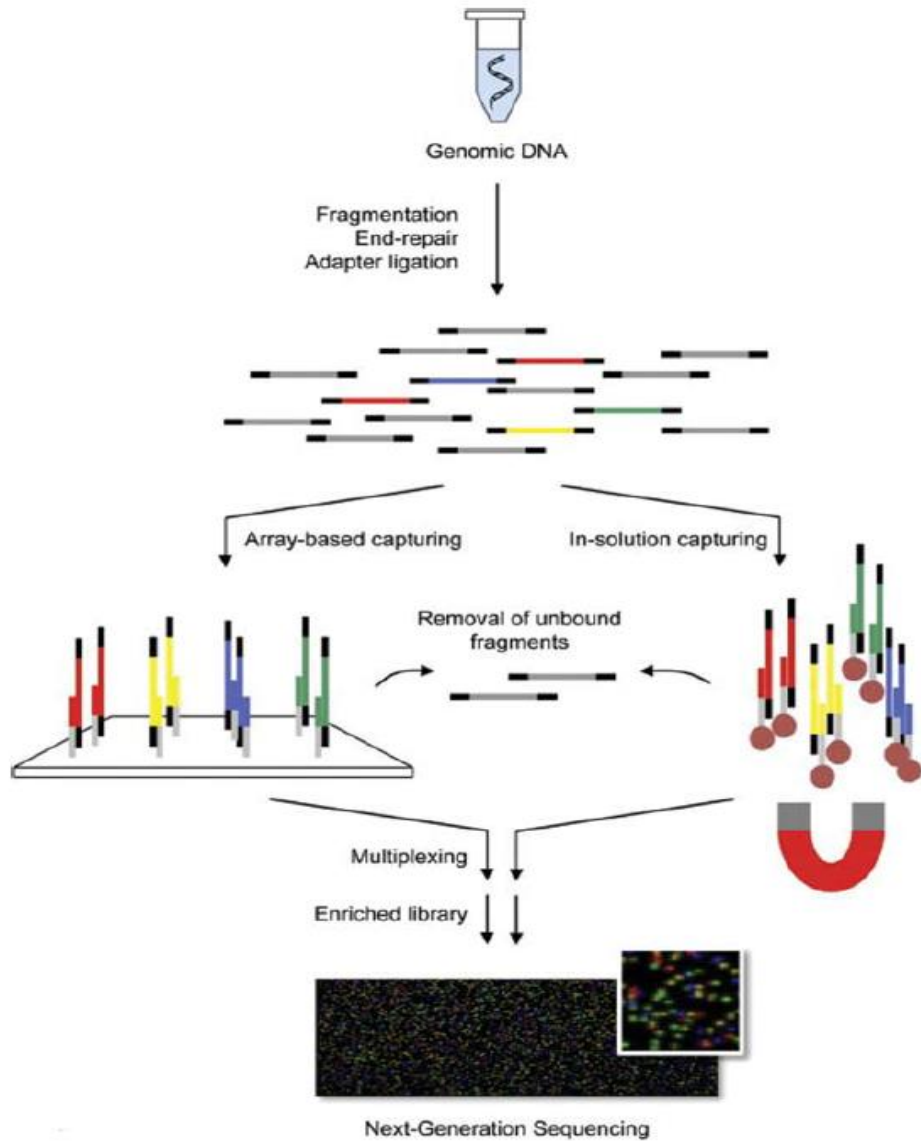 Genomic DNA
Fragmentation
End-repair
Adapter ligation
Array-based capturing
In-solution capturing
Removal of unbound
fragments
Multiplexing
Enriched library
Next-Generation Sequencing